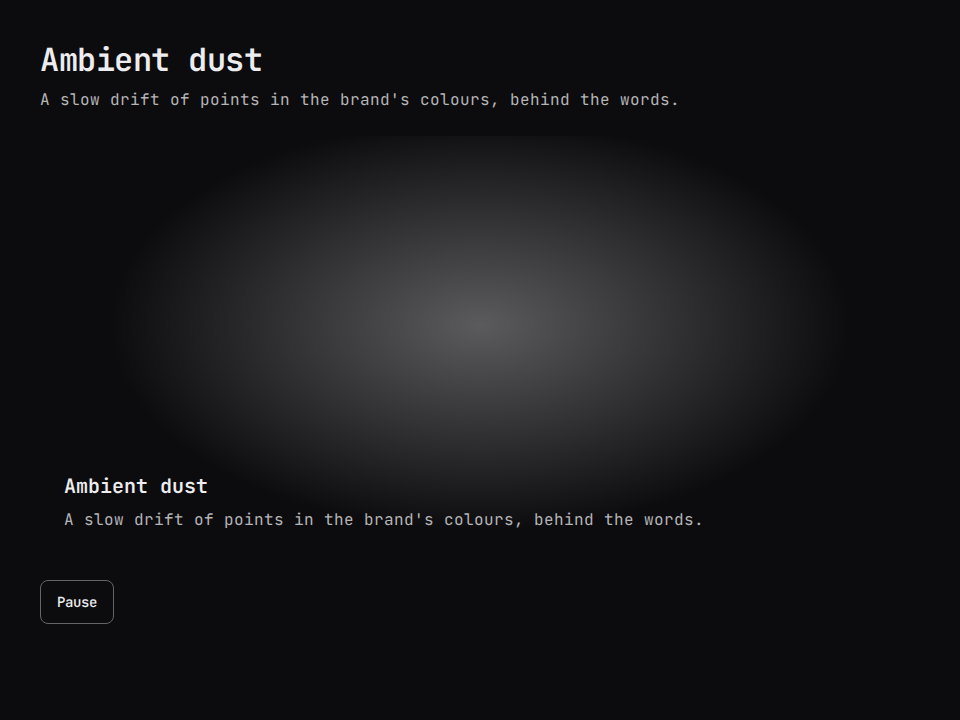 Ambient dust
A slow drift of points in the brand's colours, behind the words.
Ambient dust
A slow drift of points in the brand's colours, behind the words.
Pause